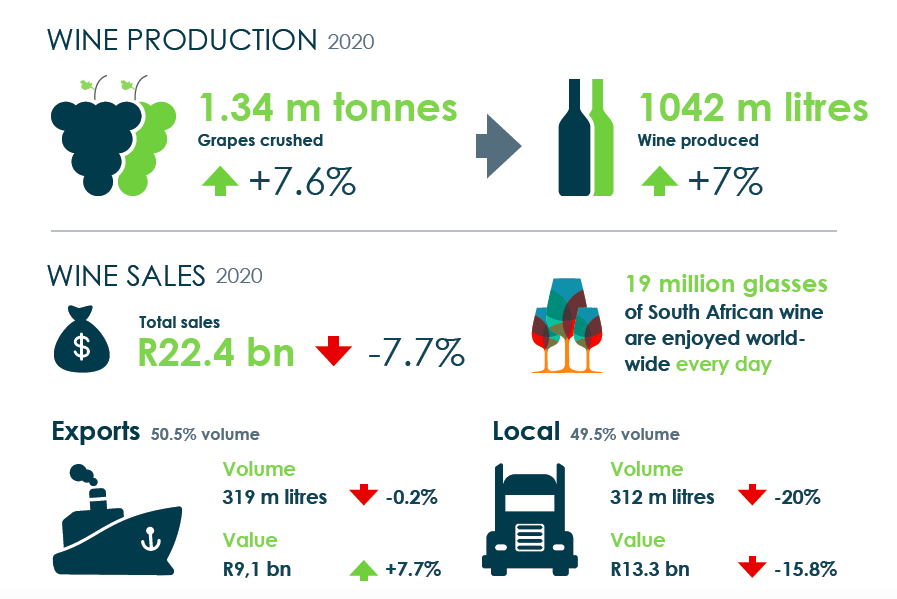 WINE PRODUCTION 2020
1.34 m tonnes
Grapes crushed
+7.6%
1042 m litres
Wine produced
+7%
WINE SALES 2020
$
Total sales
R22.4 bn
-7.7%
19 million glasses
of South African wine
are enjoyed world-
wide every day
Exports 50.5% volume
Volume
319 m litres -0.2%
Value
R9,1 bn +7.7%
Local 49.5% volume
Volume
312 m litres -20%
Value
R13.3 bn -15.8%